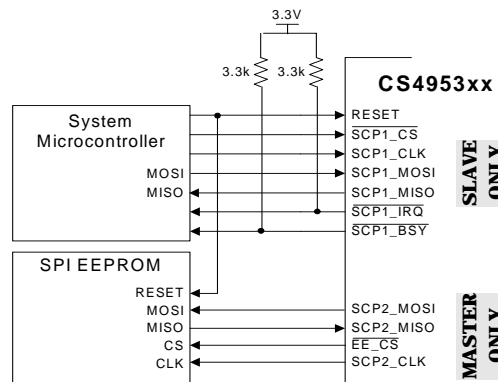 3.3V
3.3k 3.3k
CS4953xx
System
Microcontroller
MOSI
MISO
RESET
SCP1_CS
SCP1_CLK
SCP1_MOSI
SCP1_MISO
SCP1_IRQ
SCP1_BSY
SLAVE
ONLY
SPI EEPROM
RESET
MOSI
MISO
CS
CLK
SCP2_MOSI
SCP2_MISO
EE_CS
SCP2_CLK
MASTER
ONLY